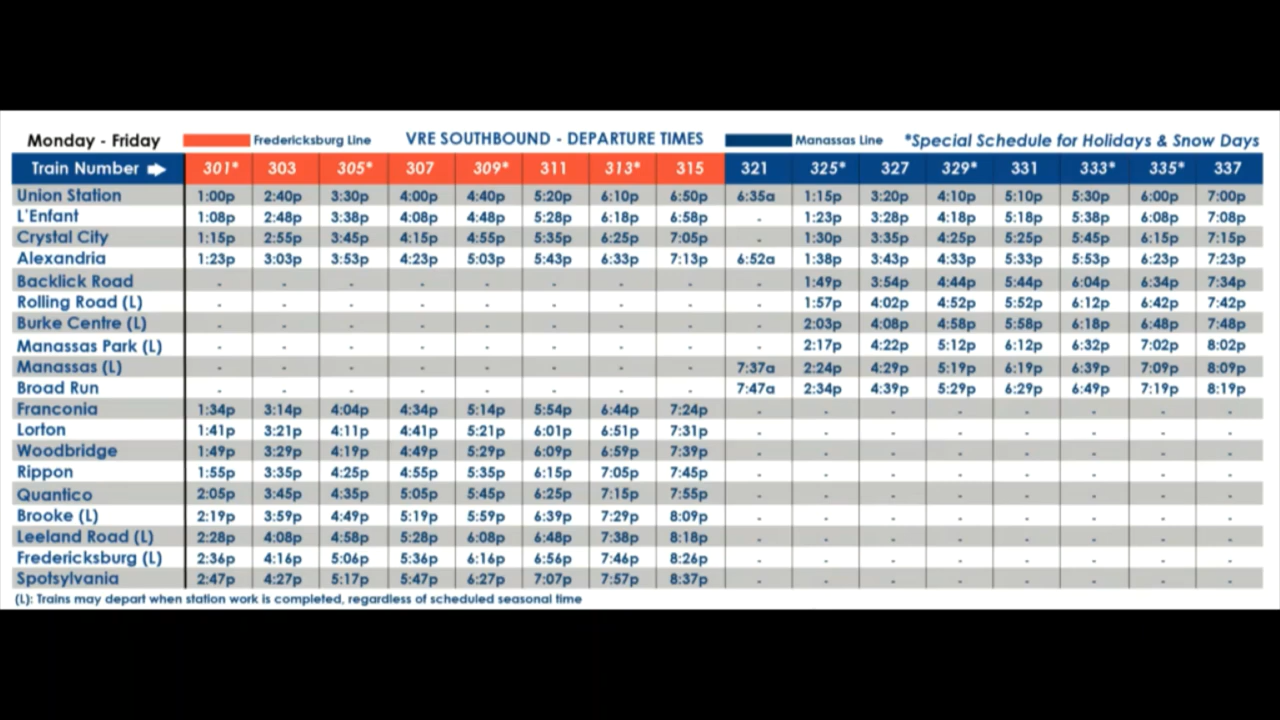 Monday - Friday Fredericksburg Line VRE SOUTHBOUND - DEPARTURE TIMES Manassas Line *Special Schedule for Holidays & Snow Days
Train Number 301* 303 305* 307 309* 311 313* 315 321 325* 327 329* 331 333* 335* 337
Union Station 1:00p 2:40p 3:30p 4:00p 4:40p 5:20p 6:10p 6:50p 6:35a 1:15p 3:20p 4:10p 5:10p 5:30p 6:00p 7:00p
L'Enfant 1:08p 2:48p 3:38p 4:08p 4:48p 5:28p 6:18p 6:58p - 1:23p 3:28p 4:18p 5:18p 5:38p 6:08p 7:08p
Crystal City 1:15p 2:55p 3:45p 4:15p 4:55p 5:35p 6:25p 7:05p - 1:30p 3:35p 4:25p 5:25p 5:45p 6:15p 7:15p
Alexandria 1:23p 3:03p 3:53p 4:23p 5:03p 5:43p 6:33p 7:13p 6:52a 1:38p 3:43p 4:33p 5:33p 5:53p 6:23p 7:23p
Backlick Road - - - - - - - - - 1:49p 3:54p 4:44p 5:44p 6:04p 6:34p 7:34p
Rolling Road (L) - - - - - - - - - 1:57p 4:02p 4:52p 5:52p 6:12p 6:42p 7:42p
Burke Centre (L) - - - - - - - - - 2:03p 4:08p 4:58p 5:58p 6:18p 6:48p 7:48p
Manassas Park (L) - - - - - - - - - 2:17p 4:22p 5:12p 6:12p 6:32p 7:02p 8:02p
Manassas (L) - - - - - - - - 7:37a 2:24p 4:29p 5:19p 6:19p 6:39p 7:09p 8:09p
Broad Run - - - - - - - - 7:47a 2:34p 4:39p 5:29p 6:29p 6:49p 7:19p 8:19p
Franconia 1:34p 3:14p 4:04p 4:34p 5:14p 5:54p 6:44p 7:24p - - - - - - - -
Lorton 1:41p 3:21p 4:11p 4:41p 5:21p 6:01p 6:51p 7:31p - - - - - - - -
Woodbridge 1:49p 3:29p 4:19p 4:49p 5:29p 6:09p 6:59p 7:39p - - - - - - - -
Rippon 1:55p 3:35p 4:25p 4:55p 5:35p 6:15p 7:05p 7:45p - - - - - - - -
Quantico 2:05p 3:45p 4:35p 5:05p 5:45p 6:25p 7:15p 7:55p - - - - - - - -
Brooke (L) 2:19p 3:59p 4:49p 5:19p 5:59p 6:39p 7:29p 8:09p - - - - - - - -
Leeland Road (L) 2:28p 4:08p 4:58p 5:28p 6:08p 6:48p 7:38p 8:18p - - - - - - - -
Fredericksburg (L) 2:36p 4:16p 5:06p 5:36p 6:16p 6:56p 7:46p 8:26p - - - - - - - -
Spotsylvania 2:47p 4:27p 5:17p 5:47p 6:27p 7:07p 7:57p 8:37p - - - - - - - -
(L): Trains may depart when station work is completed, regardless of scheduled seasonal time